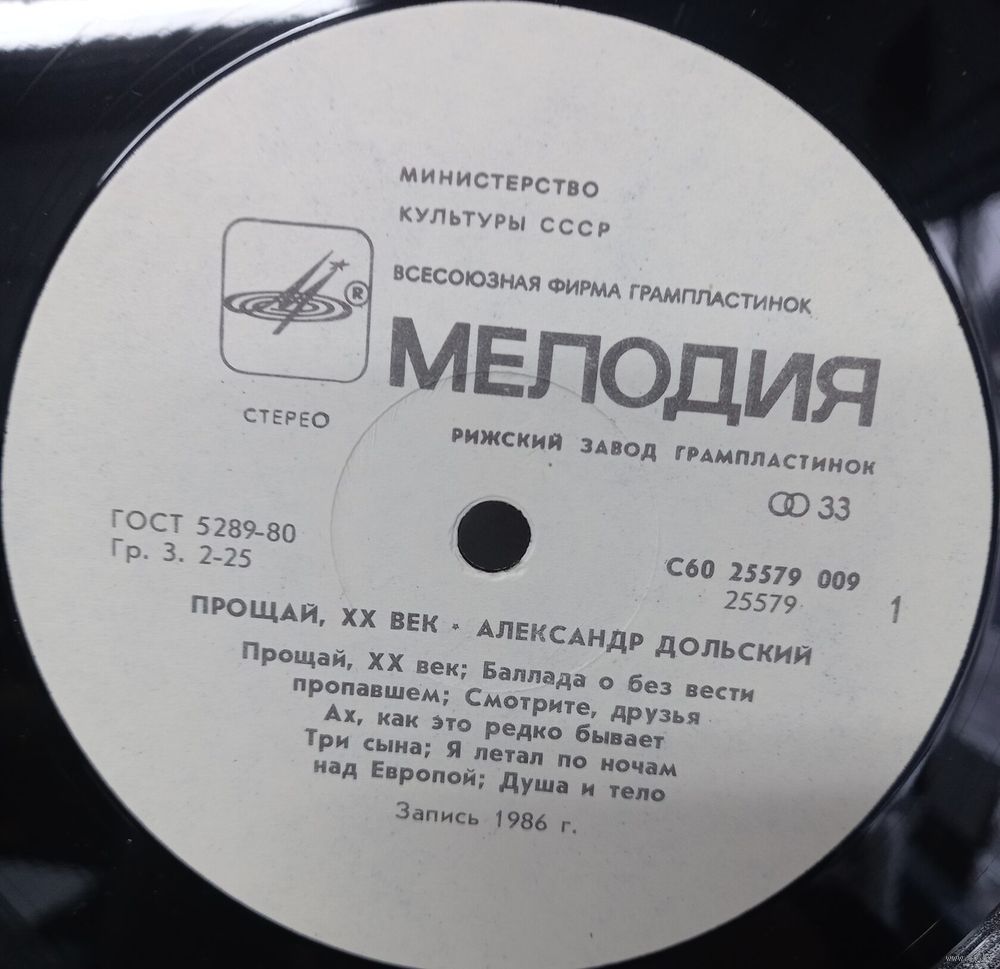 МИНИСТЕРСТВО
КУЛЬТУРЫ СССР
ВСЕСОЮЗНАЯ ФИРМА ГРАМПЛАСТИНОК
®
МЕЛОДИЯ
СТЕРЕО
РИЖСКИЙ ЗАВОД ГРАМПЛАСТИНОК
33
ГОСТ 5289-80
Гр. 3. 2-25
С60 25579 009
25579
1
ПРОЩАЙ, XX ВЕК * АЛЕКСАНДР ДОЛЬСКИЙ
Прощай, XX век; Баллада о без вести
пропавшем; Смотрите, друзья
Ах, как это редко бывает
Три сына; Я летал по ночам
над Европой; Душа и тело
Запись 1986 г.